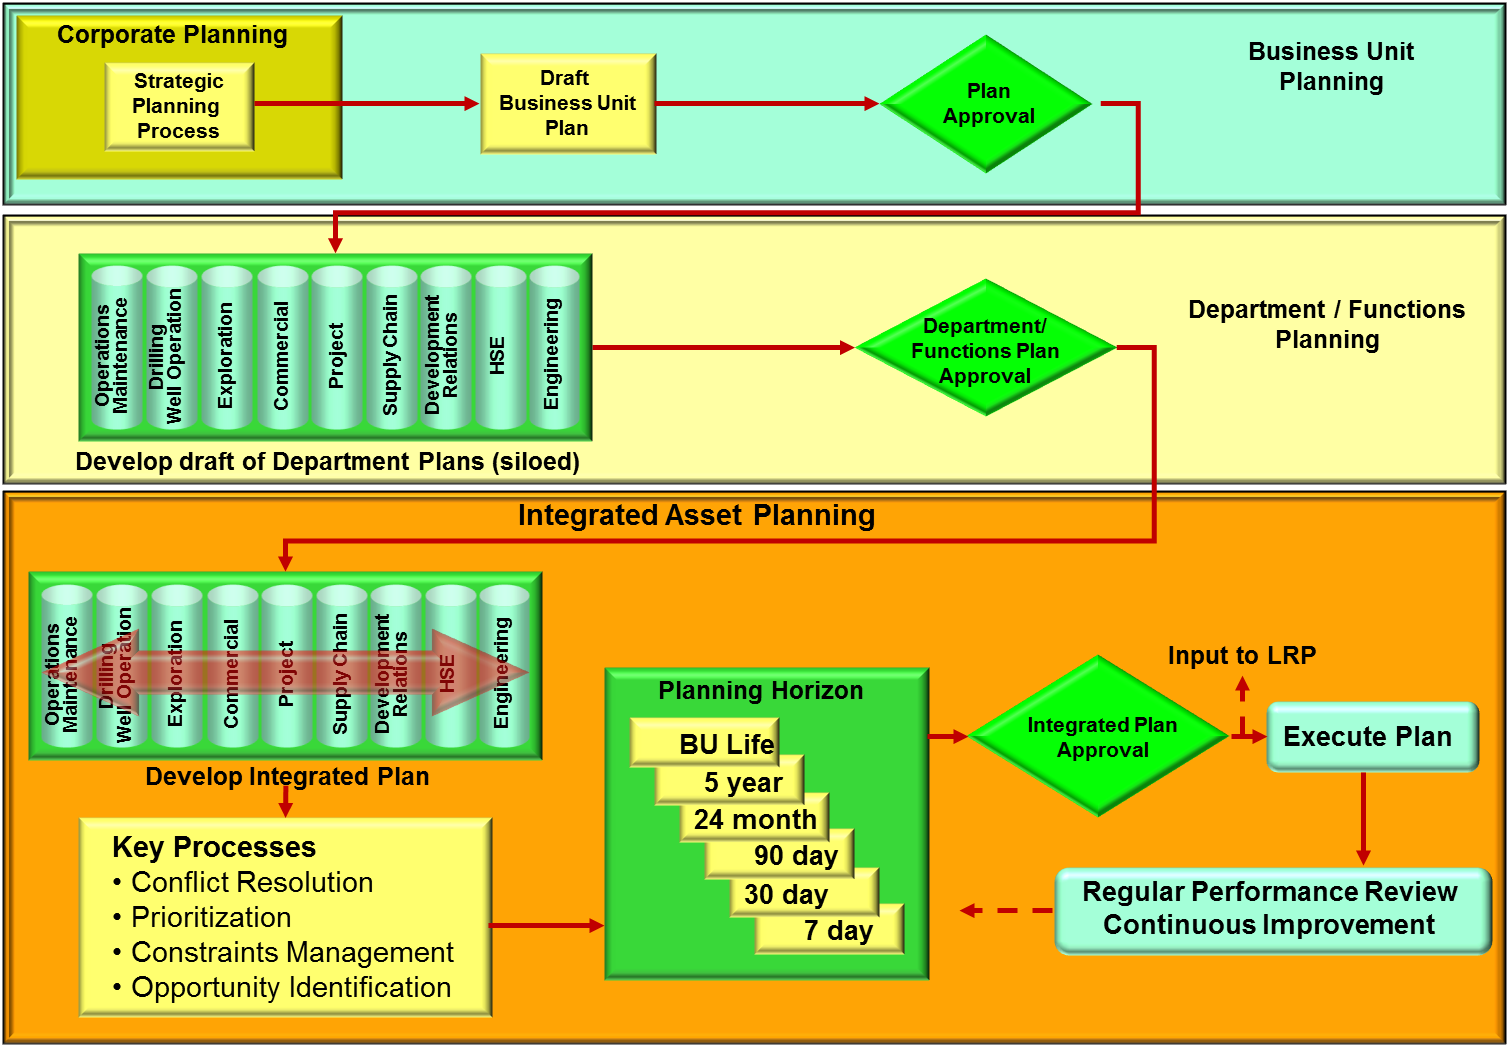 Corporate Planning
Strategic
Planning
Process
Draft
Business Unit
Plan
Plan
Approval
Business Unit
Planning
Operations
Maintenance
Drilling
Well Operation
Exploration
Commercial
Project
Supply Chain
Development
Relations
HSE
Engineering
Develop draft of Department Plans (siloed)
Department/
Functions Plan
Approval
Department / Functions
Planning
Integrated Asset Planning
Operations
Maintenance
Drilling
Well Operation
Exploration
Commercial
Project
Supply Chain
Development
Relations
HSE
Engineering
Develop Integrated Plan
Key Processes
• Conflict Resolution
• Prioritization
• Constraints Management
• Opportunity Identification
Planning Horizon
BU Life
5 year
24 month
90 day
30 day
7 day
Integrated Plan
Approval
Input to LRP
Execute Plan
Regular Performance Review
Continuous Improvement